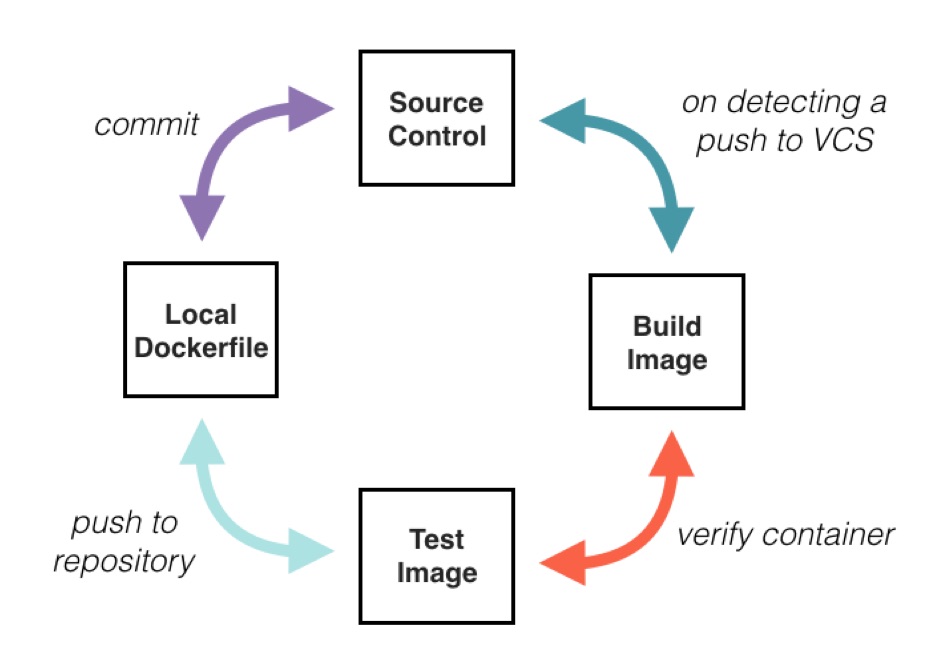 Source
Control
commit
on detecting a
push to VCS
Local
Dockerfile
Build
Image
push to
repository
Test
Image
verify container